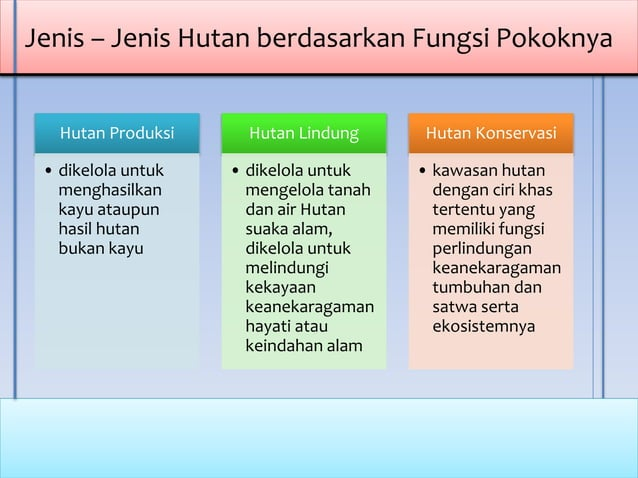 Jenis – Jenis Hutan berdasarkan Fungsi Pokoknya
Hutan Produksi
• dikelola untuk
menghasilkan
kayu ataupun
hasil hutan
bukan kayu
Hutan Lindung
• dikelola untuk
mengelola tanah
dan air Hutan
suaka alam,
dikelola untuk
melindungi
kekayaan
keanekaragaman
hayati atau
keindahan alam
Hutan Konservasi
• kawasan hutan
dengan ciri khas
tertentu yang
memiliki fungsi
perlindungan
keanekaragaman
tumbuhan dan
satwa serta
ekosistemnya